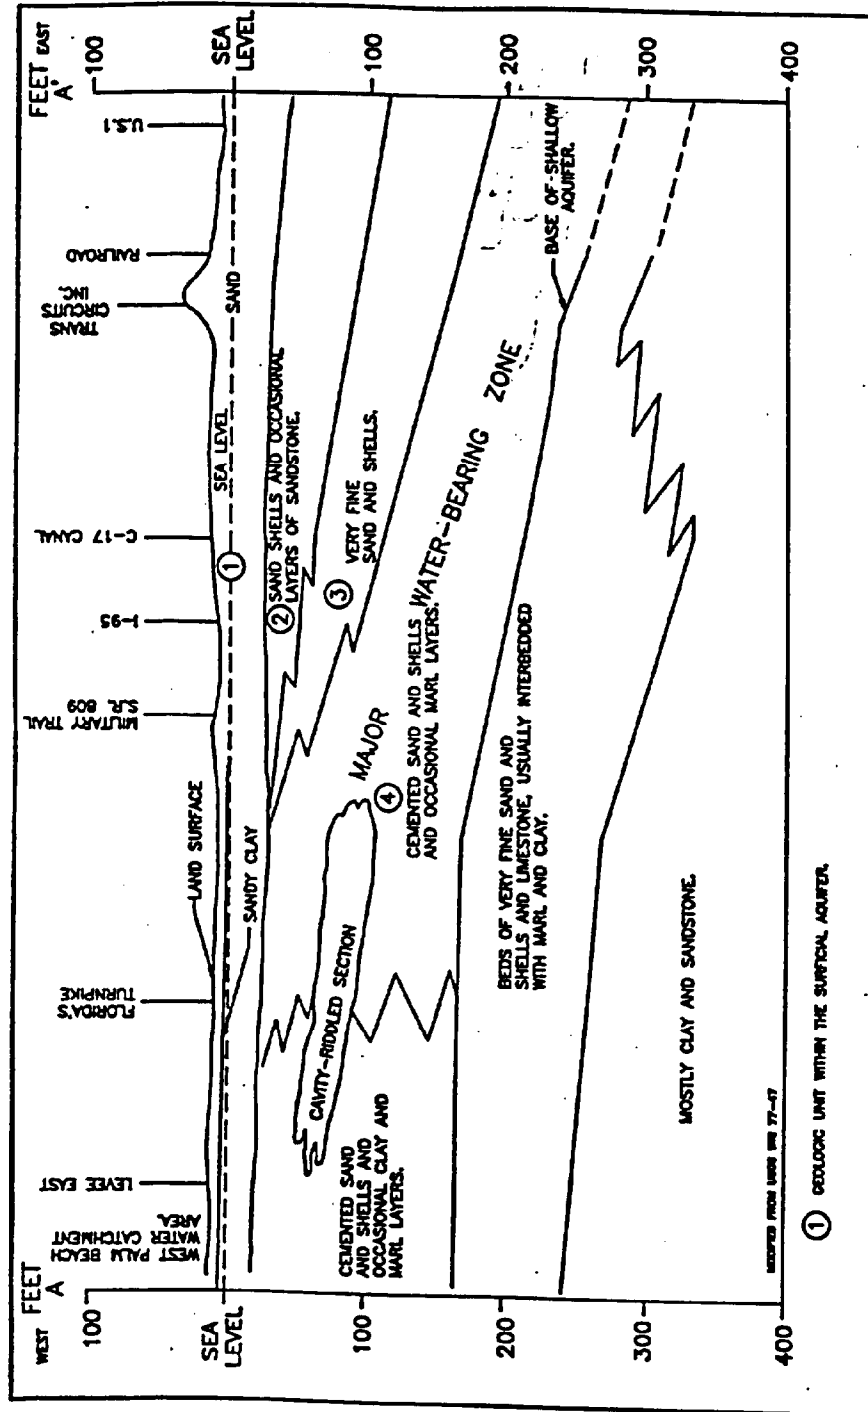 WEST
FEET
A
100
SEA
LEVEL
100
200
300
400
WEST PALM BEACH
WATER CATCHMENT
AREA.
LEVEE EAST
FLORIDA'S
TURNPIKE
MILITARY TRAIL
S.R. 809
I-95
C-17 CANAL
TRANS
CIRCUITS
INC.
RAILROAD
U.S.1
FEET EAST
A'
100
SEA
LEVEL
100
200
300
400
LAND SURFACE
SANDY CLAY
SEA LEVEL
SAND
1
2
SAND SHELLS AND OCCASIONAL
LAYERS OF SANDSTONE.
3
VERY FINE
SAND AND SHELLS.
CAVITY-RIDDLED SECTION
MAJOR WATER-BEARING ZONE
4
CEMENTED SAND AND SHELLS
AND OCCASIONAL MARL LAYERS.
CEMENTED SAND
AND SHELLS AND
OCCASIONAL CLAY AND
MARL LAYERS.
BASE OF SHALLOW
AQUIFER.
BEDS OF VERY FINE SAND AND
SHELLS AND LIMESTONE, USUALLY INTERBEDDED
WITH MARL AND CLAY.
MOSTLY CLAY AND SANDSTONE.
MODIFIED FROM USGS WRI 77-47
1 GEOLOGIC UNIT WITHIN THE SURFICIAL AQUIFER.